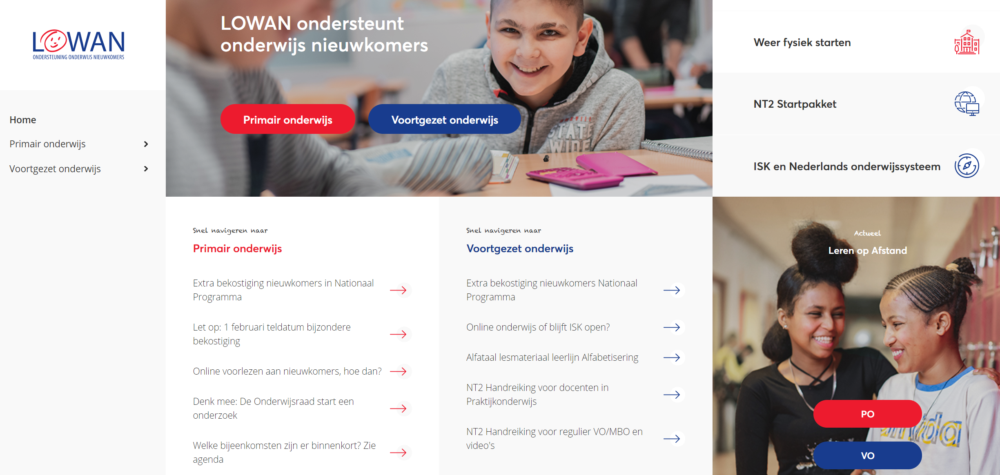 LOWAN
ONDERSTEUNING ONDERWIJS NIEUWKOMERS
Home
Primair onderwijs
Voortgezet onderwijs
LOWAN ondersteunt
onderwijs nieuwkomers
Primair onderwijs
Voortgezet onderwijs
STATE
WIDE
Weer fysiek starten
NT2 Startpakket
ISK en Nederlands onderwijssysteem
Snel navigeren naar
Primair onderwijs
Extra bekostiging nieuwkomers in Nationaal
Programma
Let op: 1 februari teldatum bijzondere
bekostiging
Online voorlezen aan nieuwkomers, hoe dan?
Denk mee: De Onderwijsraad start een
onderzoek
Welke bijeenkomsten zijn er binnenkort? Zie
agenda
Snel navigeren naar
Voortgezet onderwijs
Extra bekostiging nieuwkomers Nationaal
Programma
Online onderwijs of blijft ISK open?
Alfataal lesmateriaal leerlijn Alfabetisering
NT2 Handreiking voor docenten in
Praktijkonderwijs
NT2 Handreiking voor regulier VO/MBO en
video's
Actueel
Leren op Afstand
PO
VO